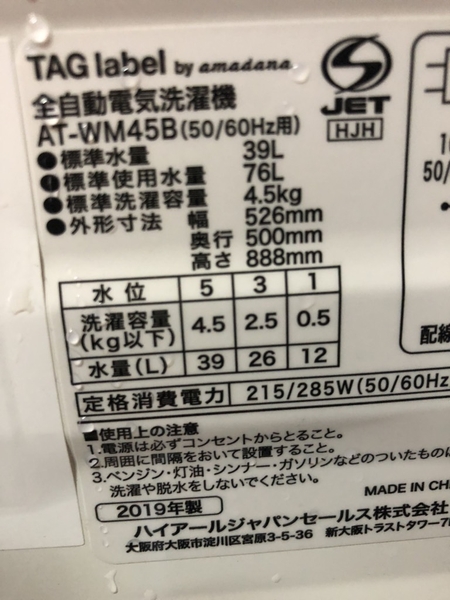 TAG label by amadana
全自動電気洗濯機
AT-WM45B(50/60Hz用)
●標準水量 39L
●標準使用水量 76L
●標準洗濯容量 4.5kg
●外形寸法 幅 526mm
奥行 500mm
高さ 888mm
S
JET
HJH
水位 5 3 1
洗濯容量(kg以下) 4.5 2.5 0.5
水量(L) 39 26 12
定格消費電力 215/285W(50/60Hz
■使用上の注意
1.電源は必ずコンセントからとること。
2.周囲に間隔をおいて設置すること。
3.ベンジン・灯油・シンナー・ガソリンなどのついたものは
洗濯や脱水をしないでください。
MADE IN CH
2019年製
ハイアールジャパンセールス株式会社
大阪府大阪市淀川区宮原3-5-36 新大阪トラストタワー
50/
配線